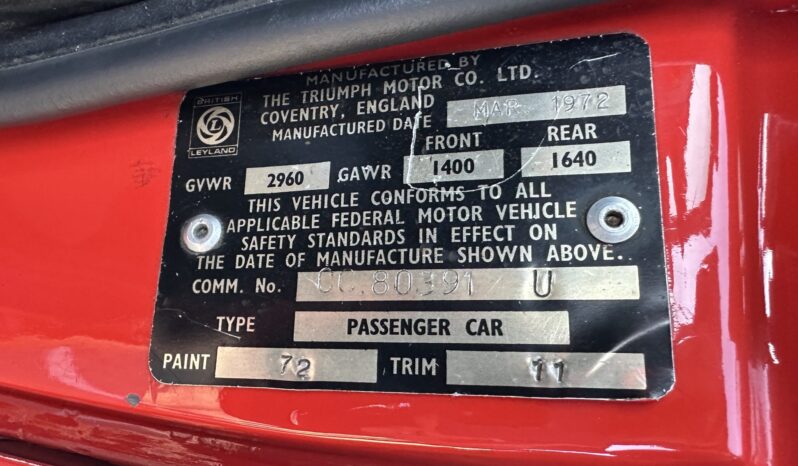 MANUFACTURED BY
THE TRIUMPH MOTOR CO. LTD.
COVENTRY, ENGLAND
BRITISH
L
LEYLAND
MANUFACTURED DATE MAR 1972
FRONT REAR
GVWR 2960 GAWR 1400 1640
THIS VEHICLE CONFORMS TO ALL
APPLICABLE FEDERAL MOTOR VEHICLE
SAFETY STANDARDS IN EFFECT ON
THE DATE OF MANUFACTURE SHOWN ABOVE.
COMM. No. CC.80391 U
TYPE PASSENGER CAR
PAINT 72 TRIM 11